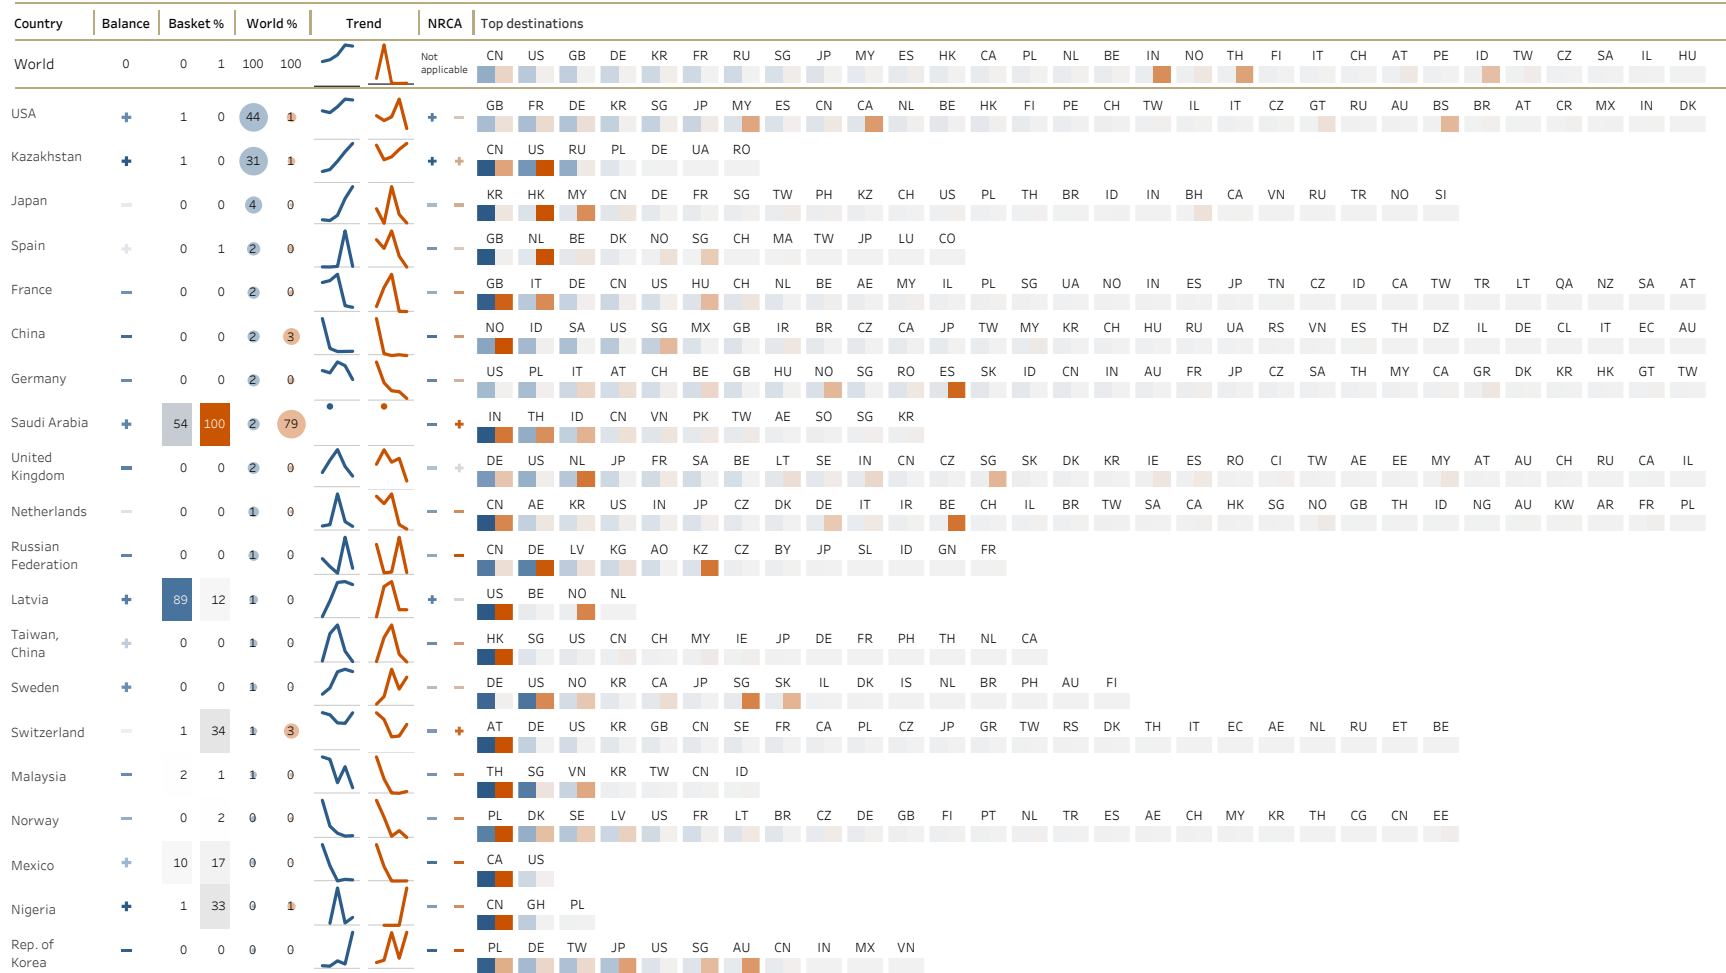 Country Balance Basket % World % Trend NRCA Top destinations
World 0 0 1 100 100 Not applicable CN US GB DE KR FR RU SG JP MY ES HK CA PL NL BE IN NO TH FI IT CH AT PE ID TW CZ SA IL HU
USA + 1 0 44 1 + − GB FR DE KR SG JP MY ES CN CA NL BE HK FI PE CH TW IL IT CZ GT RU AU BS BR AT CR MX IN DK
Kazakhstan + 1 0 31 1 + + CN US RU PL DE UA RO
Japan − 0 0 4 0 − − KR HK MY CN DE FR SG TW PH KZ CH US PL TH BR ID IN BH CA VN RU TR NO SI
Spain + 0 1 2 0 − − GB NL BE DK NO SG CH MA TW JP LU CO
France − 0 0 2 0 − − GB IT DE CN US HU CH NL BE AE MY IL PL SG UA NO IN ES JP TN CZ ID CA TW TR LT QA NZ SA AT
China − 0 0 2 3 − − NO ID SA US SG MX GB IR BR CZ CA JP TW MY KR CH HU RU UA RS VN ES TH DZ IL DE CL IT EC AU
Germany − 0 0 2 0 − − US PL IT AT CH BE GB HU NO SG RO ES SK ID CN IN AU FR JP CZ SA TH MY CA GR DK KR HK GT TW
Saudi Arabia + 54 100 2 79 − + IN TH ID CN VN PK TW AE SO SG KR
United Kingdom − 0 0 2 0 − + DE US NL JP FR SA BE LT SE IN CN CZ SG SK DK KR IE ES RO CI TW AE EE MY AT AU CH RU CA IL
Netherlands − 0 0 1 0 − − CN AE KR US IN JP CZ DK DE IT IR BE CH IL BR TW SA CA HK SG NO GB TH ID NG AU KW AR FR PL
Russian Federation − 0 0 1 0 − − CN DE LV KG AO KZ CZ BY JP SL ID GN FR
Latvia + 89 12 1 0 + − US BE NO NL
Taiwan, China + 0 0 1 0 − − HK SG US CN CH MY IE JP DE FR PH TH NL CA
Sweden + 0 0 1 0 − − DE US NO KR CA JP SG SK IL DK IS NL BR PH AU FI
Switzerland − 1 34 1 3 − + AT DE US KR GB CN SE FR CA PL CZ JP GR TW RS DK TH IT EC AE NL RU ET BE
Malaysia − 2 1 1 0 − − TH SG VN KR TW CN ID
Norway − 0 2 0 0 − − PL DK SE LV US FR LT BR CZ DE GB FI PT NL TR ES AE CH MY KR TH CG CN EE
Mexico + 10 17 0 0 − − CA US
Nigeria + 1 33 0 1 − − CN GH PL
Rep. of Korea − 0 0 0 0 − − PL DE TW JP US SG AU CN IN MX VN